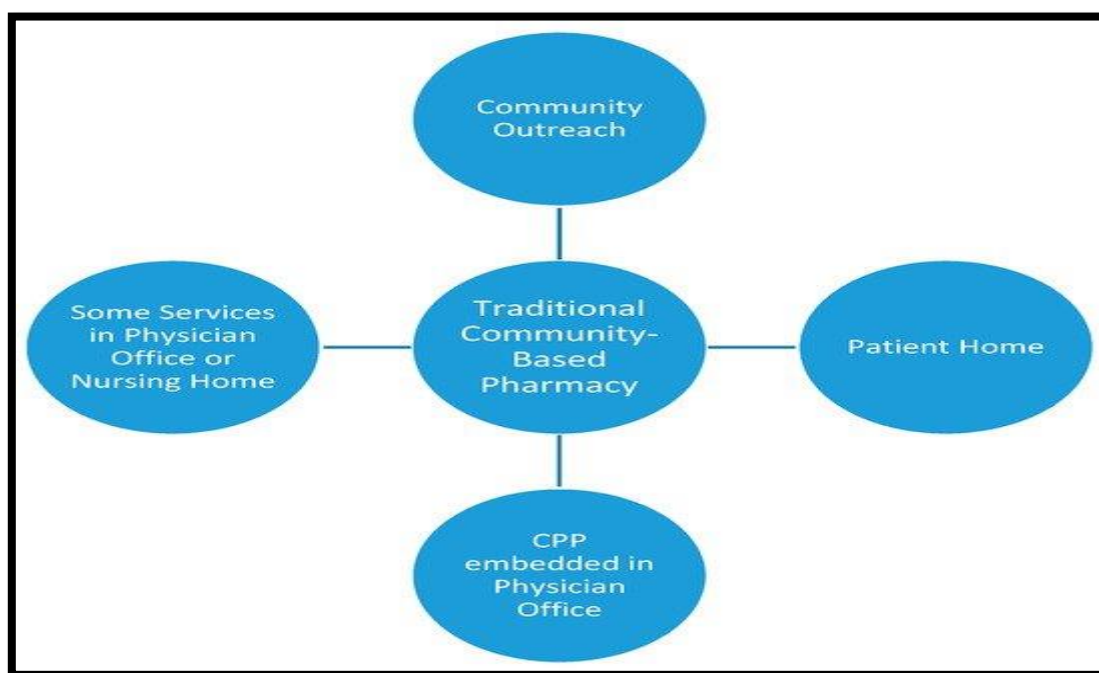 Community
Outreach
Some Services
in Physician
Office or
Nursing Home
Traditional
Community-
Based
Pharmacy
Patient Home
CPP
embedded in
Physician
Office